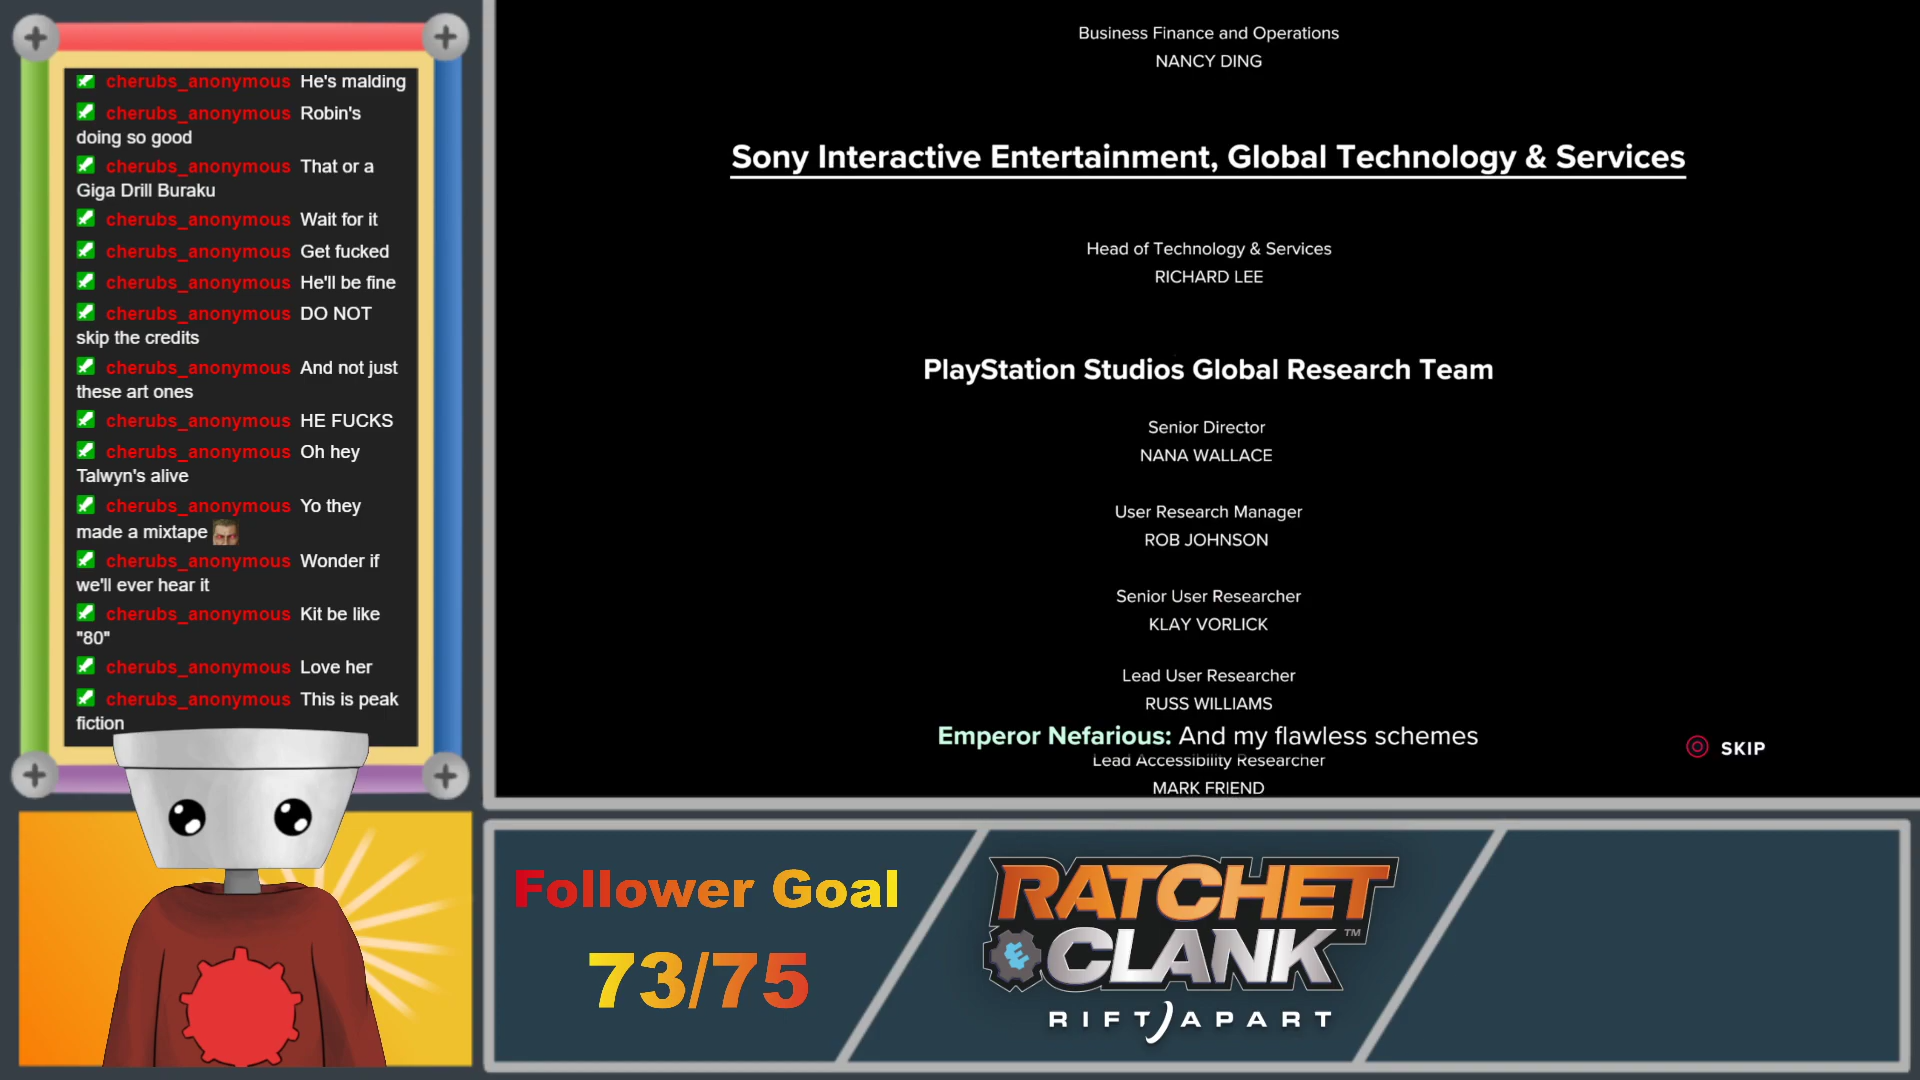 cherubs_anonymous He's malding
cherubs_anonymous Robin's
doing so good
cherubs_anonymous That or a
Giga Drill Buraku
cherubs_anonymous Wait for it
cherubs_anonymous Get fucked
cherubs_anonymous He'll be fine
cherubs_anonymous DO NOT
skip the credits
cherubs_anonymous And not just
these art ones
cherubs_anonymous HE FUCKS
cherubs_anonymous Oh hey
Talwyn's alive
cherubs_anonymous Yo they
made a mixtape
cherubs_anonymous Wonder if
we'll ever hear it
cherubs_anonymous Kit be like
"80"
cherubs_anonymous Love her
cherubs_anonymous This is peak
fiction
Business Finance and Operations
NANCY DING
Sony Interactive Entertainment, Global Technology & Services
Head of Technology & Services
RICHARD LEE
PlayStation Studios Global Research Team
Senior Director
NANA WALLACE
User Research Manager
ROB JOHNSON
Senior User Researcher
KLAY VORLICK
Lead User Researcher
RUSS WILLIAMS
Emperor Nefarious: And my flawless schemes
SKIP
Lead Accessibility Researcher
MARK FRIEND
Follower Goal
73/75
RATCHET
& CLANK™
RIFT APART